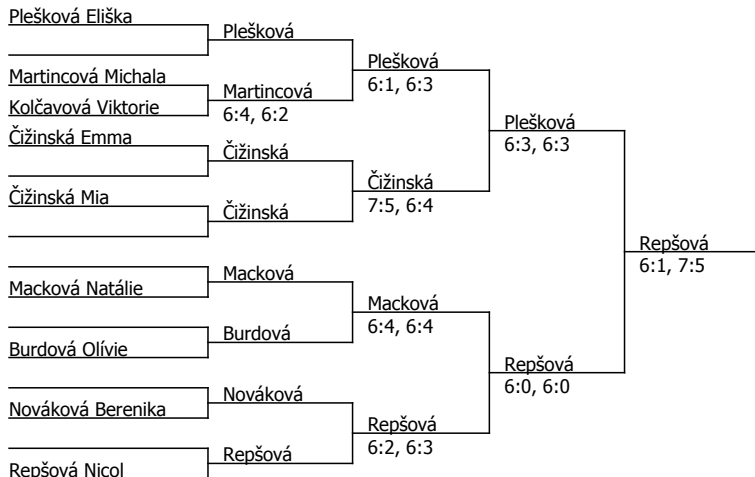 Plešková Eliška
Plešková
Plešková
6:1, 6:3
Martincová Michala
Martincová
6:4, 6:2
Kolčavová Viktorie
Plešková
6:3, 6:3
Čižinská Emma
Čižinská
Čižinská
7:5, 6:4
Čižinská Mia
Čižinská
Repšová
6:1, 7:5
Macková
Macková Natálie
Macková
6:4, 6:4
Burdová
Burdová Olívie
Repšová
6:0, 6:0
Nováková
Nováková Berenika
Repšová
6:2, 6:3
Repšová
Repšová Nicol